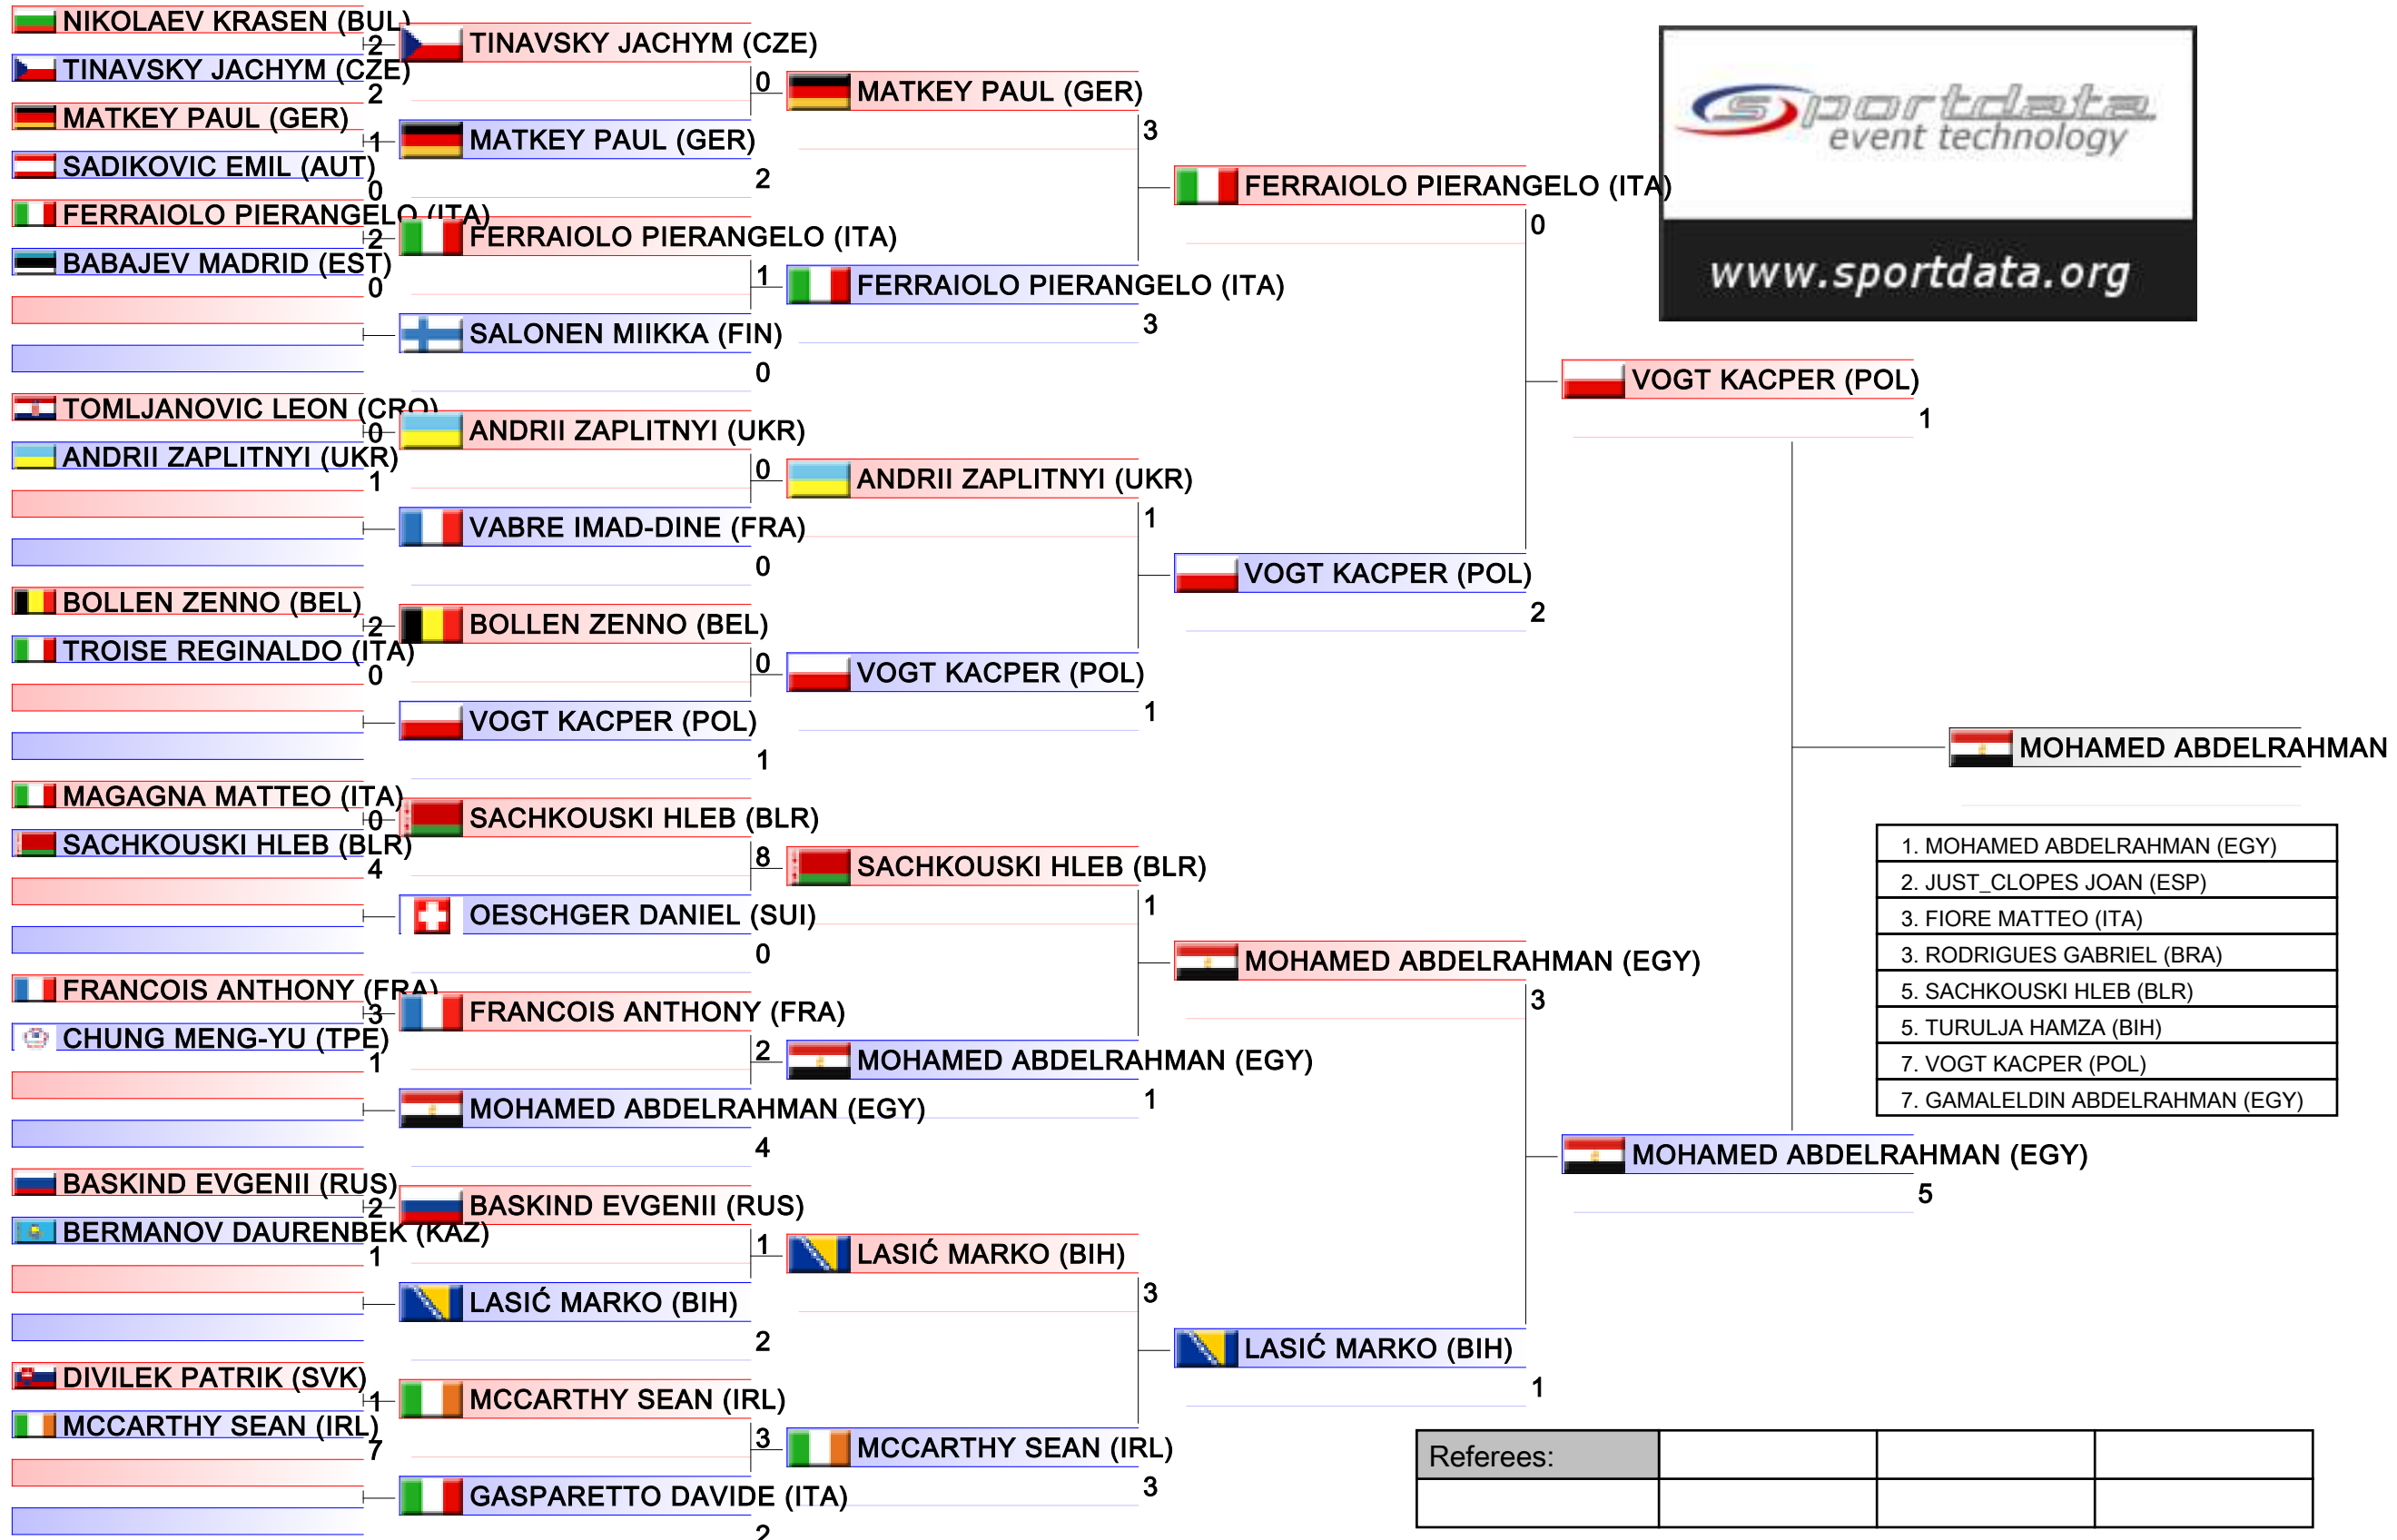 NIKOLAEV KRASEN (BUL)
2
TINAVSKY JACHYM (CZE)
2
MATKEY PAUL (GER)
1
SADIKOVIC EMIL (AUT)
0
FERRAIOLO PIERANGELO (ITA)
2
BABAJEV MADRID (EST)
0
TOMLJANOVIC LEON (CRO)
0
ANDRII ZAPLITNYI (UKR)
1
BOLLEN ZENNO (BEL)
2
TROISE REGINALDO (ITA)
0
MAGAGNA MATTEO (ITA)
0
SACHKOUSKI HLEB (BLR)
4
FRANCOIS ANTHONY (FRA)
3
CHUNG MENG-YU (TPE)
1
BASKIND EVGENII (RUS)
2
BERMANOV DAURENBEK (KAZ)
1
DIVILEK PATRIK (SVK)
1
MCCARTHY SEAN (IRL)
7
TINAVSKY JACHYM (CZE)
0
MATKEY PAUL (GER)
2
FERRAIOLO PIERANGELO (ITA)
1
SALONEN MIIKKA (FIN)
0
ANDRII ZAPLITNYI (UKR)
0
VABRE IMAD-DINE (FRA)
0
BOLLEN ZENNO (BEL)
0
VOGT KACPER (POL)
1
SACHKOUSKI HLEB (BLR)
8
OESCHGER DANIEL (SUI)
0
FRANCOIS ANTHONY (FRA)
2
MOHAMED ABDELRAHMAN (EGY)
4
BASKIND EVGENII (RUS)
1
LASIĆ MARKO (BIH)
2
MCCARTHY SEAN (IRL)
3
GASPARETTO DAVIDE (ITA)
2
MATKEY PAUL (GER)
3
FERRAIOLO PIERANGELO (ITA)
3
ANDRII ZAPLITNYI (UKR)
1
VOGT KACPER (POL)
1
SACHKOUSKI HLEB (BLR)
1
MOHAMED ABDELRAHMAN (EGY)
1
LASIĆ MARKO (BIH)
3
MCCARTHY SEAN (IRL)
3
FERRAIOLO PIERANGELO (ITA)
0
VOGT KACPER (POL)
2
MOHAMED ABDELRAHMAN (EGY)
3
LASIĆ MARKO (BIH)
1
VOGT KACPER (POL)
1
MOHAMED ABDELRAHMAN (EGY)
5
MOHAMED ABDELRAHMAN
sportdata
event technology
www.sportdata.org
1. MOHAMED ABDELRAHMAN (EGY)
2. JUST_CLOPES JOAN (ESP)
3. FIORE MATTEO (ITA)
3. RODRIGUES GABRIEL (BRA)
5. SACHKOUSKI HLEB (BLR)
5. TURULJA HAMZA (BIH)
7. VOGT KACPER (POL)
7. GAMALELDIN ABDELRAHMAN (EGY)
Referees: